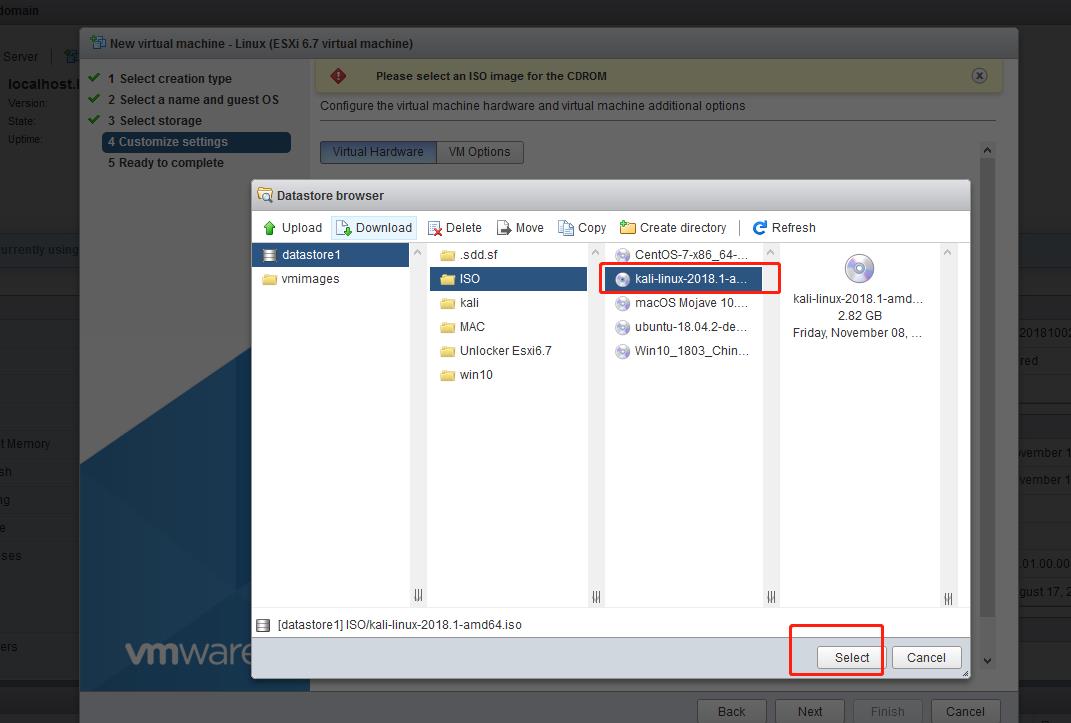 domain
New virtual machine - Linux (ESXi 6.7 virtual machine)
Server
localhost.
Version:
State:
Uptime:
1 Select creation type
2 Select a name and guest OS
3 Select storage
4 Customize settings
5 Ready to complete
Please select an ISO image for the CDROM
Configure the virtual machine hardware and virtual machine additional options
Virtual Hardware
VM Options
Datastore browser
Upload
Download
Delete
Move
Copy
Create directory
Refresh
datastore1
vmimages
.sdd.sf
ISO
kali
MAC
Unlocker Esxi6.7
win10
CentOS-7-x86_64-...
kali-linux-2018.1-a...
macOS Mojave 10....
ubuntu-18.04.2-de...
Win10_1803_Chin...
kali-linux-2018.1-amd...
2.82 GB
Friday, November 08, ...
[datastore1] ISO/kali-linux-2018.1-amd64.iso
Select
Cancel
urrently using
t Memory
sh
ng
e
ses
ers
20181002
red
vember 1
vember 1
.01.00.00
gust 17, 2
vmware
Back
Next
Finish
Cancel